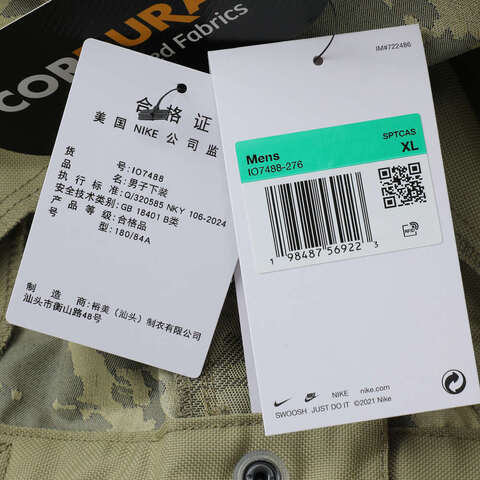 CORDURA
Fabrics
合格证
美国 NIKE 公司监
货号: IO7488
品名: 男子下装
执行标准: Q/320585 NKY 106-2024
安全技术类别: GB 18401 B类
产品等级: 合格品
型: 180/84A
制造商: 裕美（汕头）制衣有限公司
汕头市衡山路48号
IM#722486
SPTCAS
Mens
XL
IO7488-276
1 98487 56922 3
NIKE nike.com
SWOOSH JUST DO IT ©2021 Nike